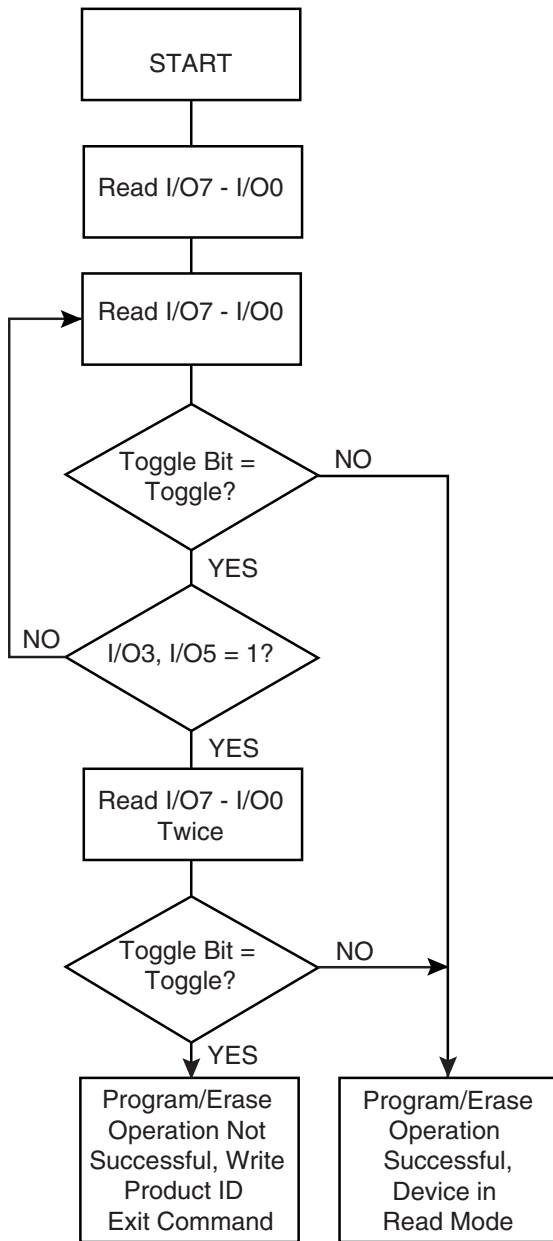 START
Read I/O7 - I/O0
Read I/O7 - I/O0
Toggle Bit =
Toggle?
NO
YES
NO
I/O3, I/O5 = 1?
YES
Read I/O7 - I/O0
Twice
Toggle Bit =
Toggle?
NO
YES
Program/Erase
Operation Not
Successful, Write
Product ID
Exit Command
Program/Erase
Operation
Successful,
Device in
Read Mode